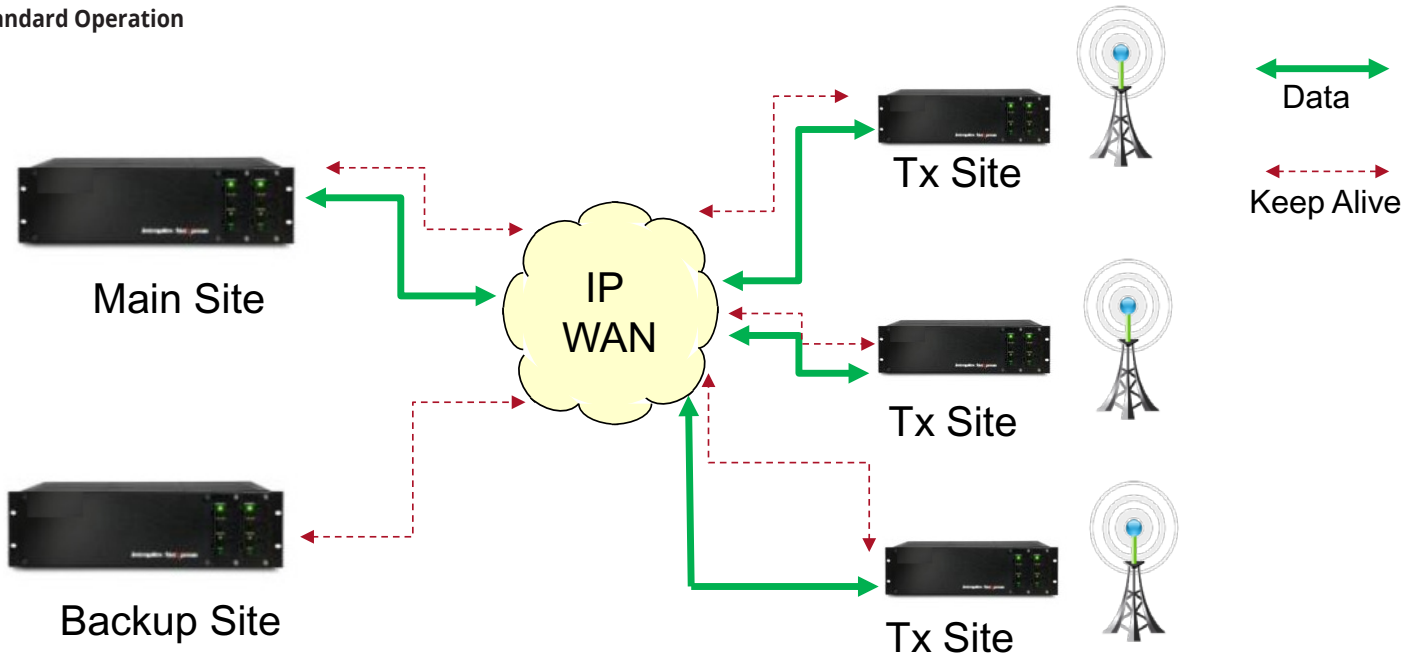 andard Operation
Data
Tx Site
Keep Alive
Main Site
IP
WAN
Tx Site
Backup Site
Tx Site